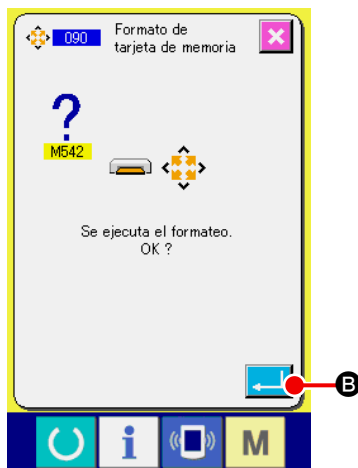 090 Formato de
tarjeta de memoria
?
M542
Se ejecuta el formateo.
OK ?
B
i M